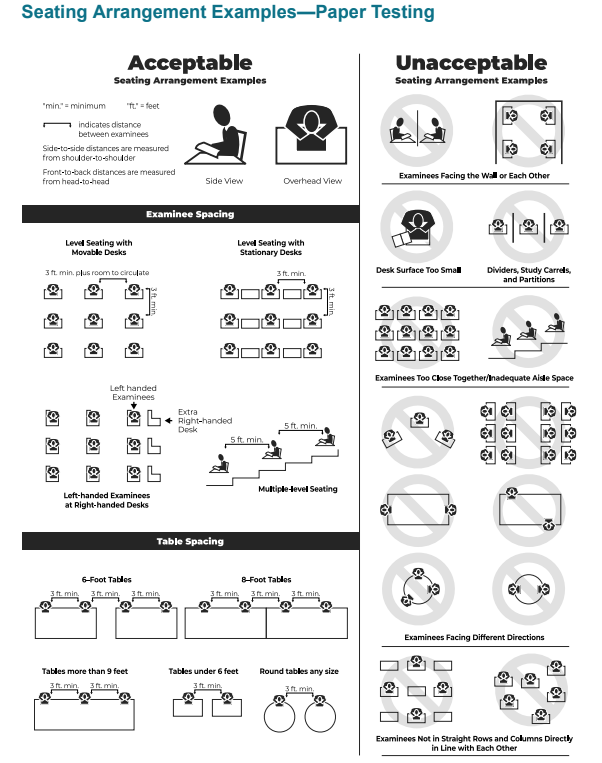 Seating Arrangement Examples—Paper Testing
Acceptable
Seating Arrangement Examples
"min." = minimum "ft." = feet
indicates distance
between examinees
Side-to-side distances are measured
from shoulder-to-shoulder
Front-to-back distances are measured
from head-to-head
Side View
Overhead View
Examinee Spacing
Level Seating with
Movable Desks
3 ft. min. plus room to circulate
3 ft. min.
Level Seating with
Stationary Desks
3 ft. min.
3 ft. min.
Left handed
Examinees
Extra
Right-handed
Desk
Left-handed Examinees
at Right-handed Desks
5 ft. min.
5 ft. min.
Multiple-level Seating
Table Spacing
6-Foot Tables
3 ft. min. 3 ft. min. 3 ft. min.
8-Foot Tables
3 ft. min. 3 ft. min. 3 ft. min.
Tables more than 9 feet
3 ft. min. 3 ft. min.
Tables under 6 feet
3 ft. min.
Round tables any size
3 ft. min.
Unacceptable
Seating Arrangement Examples
Examinees Facing the Wall or Each Other
Desk Surface Too Small
Dividers, Study Carrels,
and Partitions
Examinees Too Close Together/Inadequate Aisle Space
Examinees Facing Different Directions
Examinees Not in Straight Rows and Columns Directly
in Line with Each Other